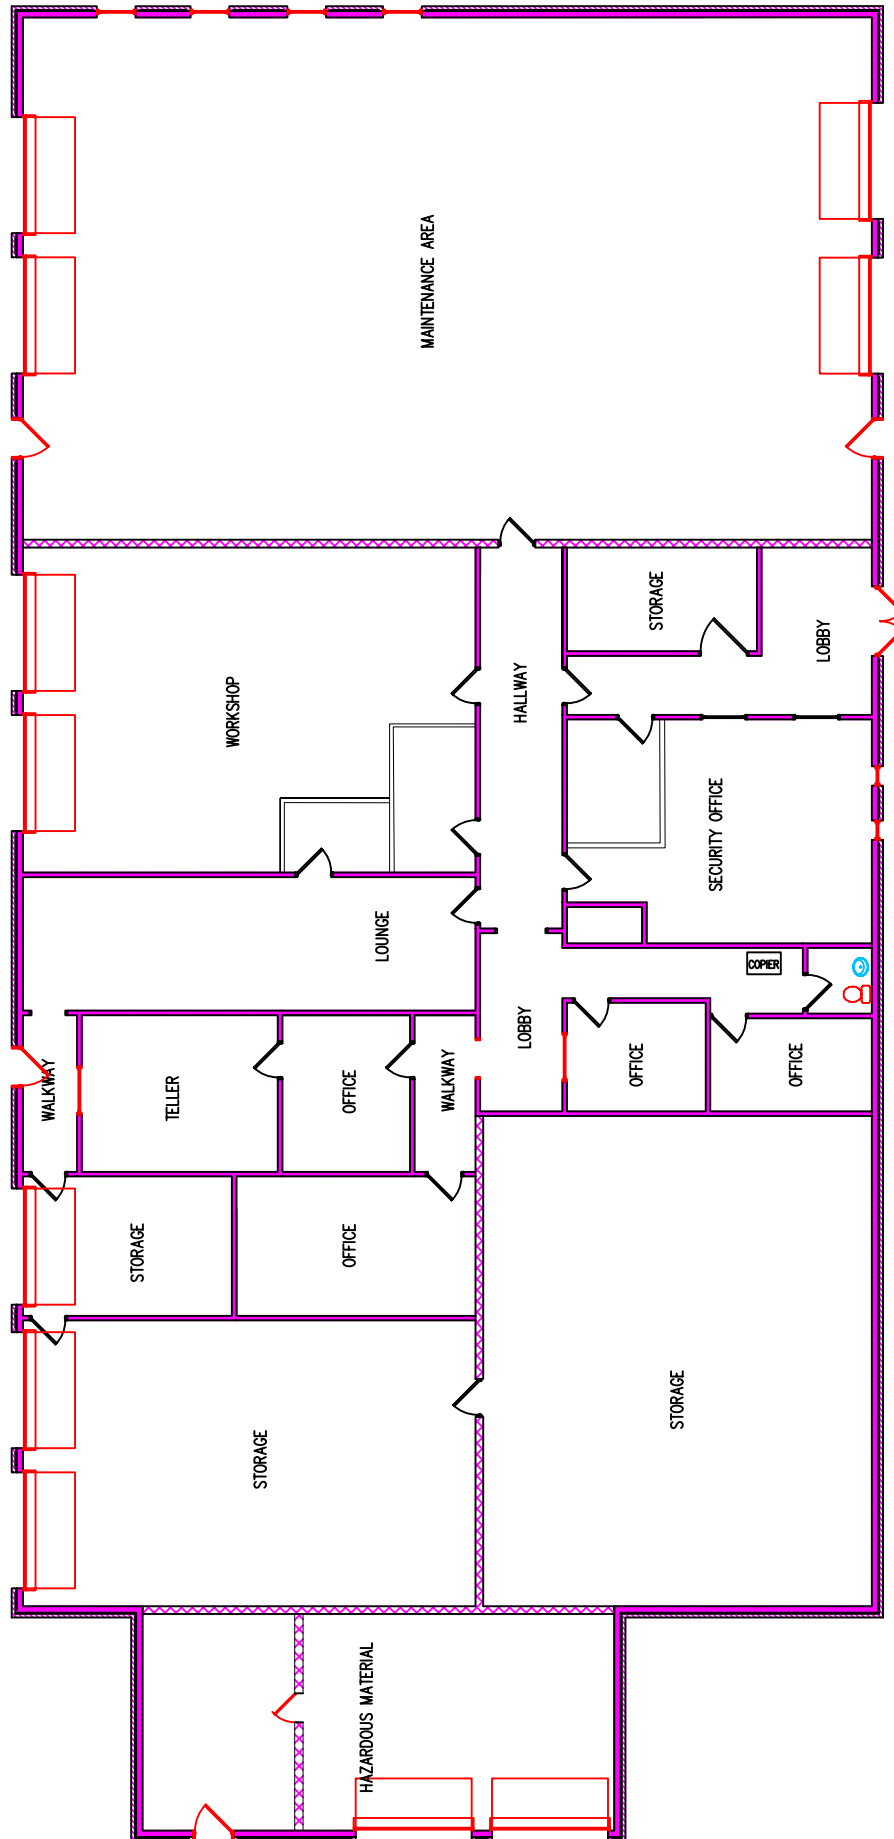 MAINTENANCE AREA
STORAGE
LOBBY
HALLWAY
WORKSHOP
SECURITY OFFICE
LOUNGE
COPIER
LOBBY
WALKWAY
TELLER
OFFICE
WALKWAY
OFFICE
OFFICE
STORAGE
OFFICE
STORAGE
STORAGE
HAZARDOUS MATERIAL